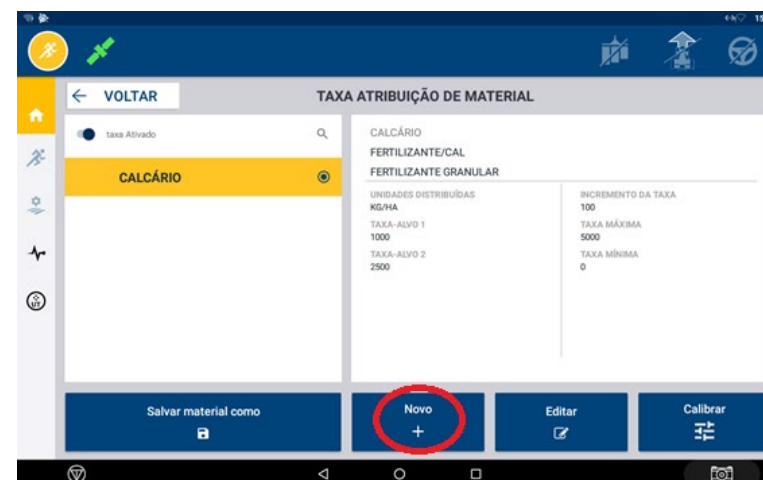 15
← VOLTAR
TAXA ATRIBUIÇÃO DE MATERIAL
taxa Ativado
CALCÁRIO
CALCÁRIO
FERTILIZANTE/CAL
FERTILIZANTE GRANULAR
UNIDADES DISTRIBUÍDAS
KG/HA
TAXA-ALVO 1
1000
TAXA-ALVO 2
2500
INCREMENTO DA TAXA
100
TAXA MÁXIMA
5000
TAXA MÍNIMA
0
UT
Salvar material como
Novo
+
Editar
Calibrar